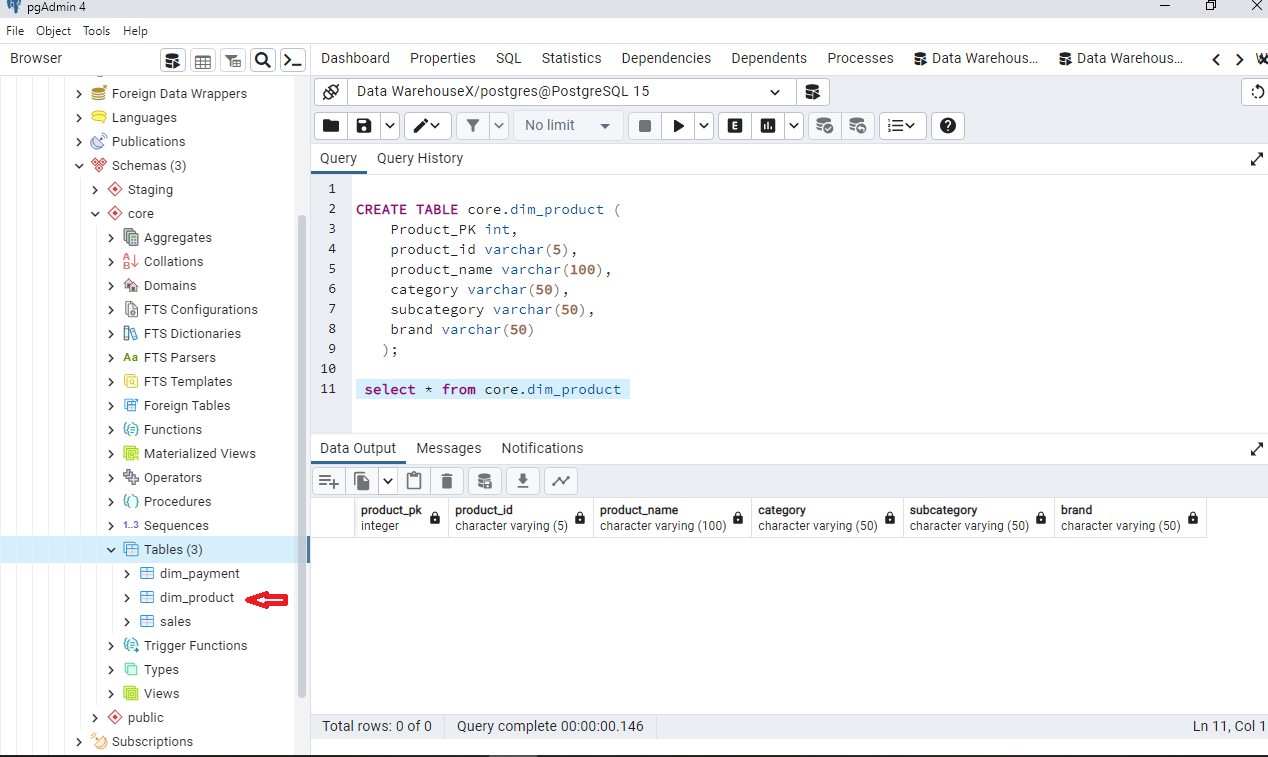 pgAdmin 4
File Object Tools Help
Browser
Dashboard Properties SQL Statistics Dependencies Dependents Processes Data Warehous... Data Warehous...
Foreign Data Wrappers
Languages
Publications
Schemas (3)
Staging
core
Aggregates
Collations
Domains
FTS Configurations
FTS Dictionaries
Aa FTS Parsers
FTS Templates
Foreign Tables
Functions
Materialized Views
Operators
Procedures
1..3 Sequences
Tables (3)
dim_payment
dim_product
sales
Trigger Functions
Types
Views
public
Subscriptions
Data WarehouseX/postgres@PostgreSQL 15
No limit
E
Query Query History
1
2 CREATE TABLE core.dim_product (
3 Product_PK int,
4 product_id varchar(5),
5 product_name varchar(100),
6 category varchar(50),
7 subcategory varchar(50),
8 brand varchar(50)
9 );
10
11 select * from core.dim_product
Data Output Messages Notifications
product_pk product_id product_name category subcategory brand
integer character varying (5) character varying (100) character varying (50) character varying (50) character varying (50)
Total rows: 0 of 0 Query complete 00:00:00.146 Ln 11, Col 1